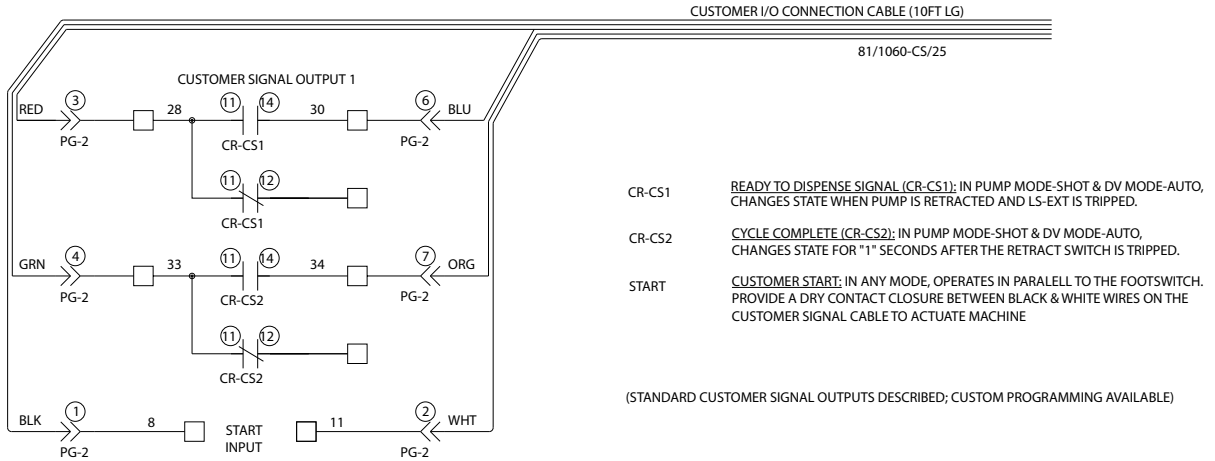 CUSTOMER I/O CONNECTION CABLE (10FT LG)
81/1060-CS/25
CUSTOMER SIGNAL OUTPUT 1
RED 3 28 11 14 30 6 BLU
PG-2 CR-CS1 PG-2
11 12
CR-CS1
GRN 4 33 11 14 34 7 ORG
PG-2 CR-CS2 PG-2
11 12
CR-CS2
BLK 1 8 START 11 2 WHT
INPUT
PG-2 PG-2
CR-CS1 READY TO DISPENSE SIGNAL (CR-CS1): IN PUMP MODE-SHOT & DV MODE-AUTO,
CHANGES STATE WHEN PUMP IS RETRACTED AND LS-EXT IS TRIPPED.
CR-CS2 CYCLE COMPLETE (CR-CS2): IN PUMP MODE-SHOT & DV MODE-AUTO,
CHANGES STATE FOR "1" SECONDS AFTER THE RETRACT SWITCH IS TRIPPED.
START CUSTOMER START: IN ANY MODE, OPERATES IN PARALELL TO THE FOOTSWITCH.
PROVIDE A DRY CONTACT CLOSURE BETWEEN BLACK & WHITE WIRES ON THE
CUSTOMER SIGNAL CABLE TO ACTUATE MACHINE
(STANDARD CUSTOMER SIGNAL OUTPUTS DESCRIBED; CUSTOM PROGRAMMING AVAILABLE)